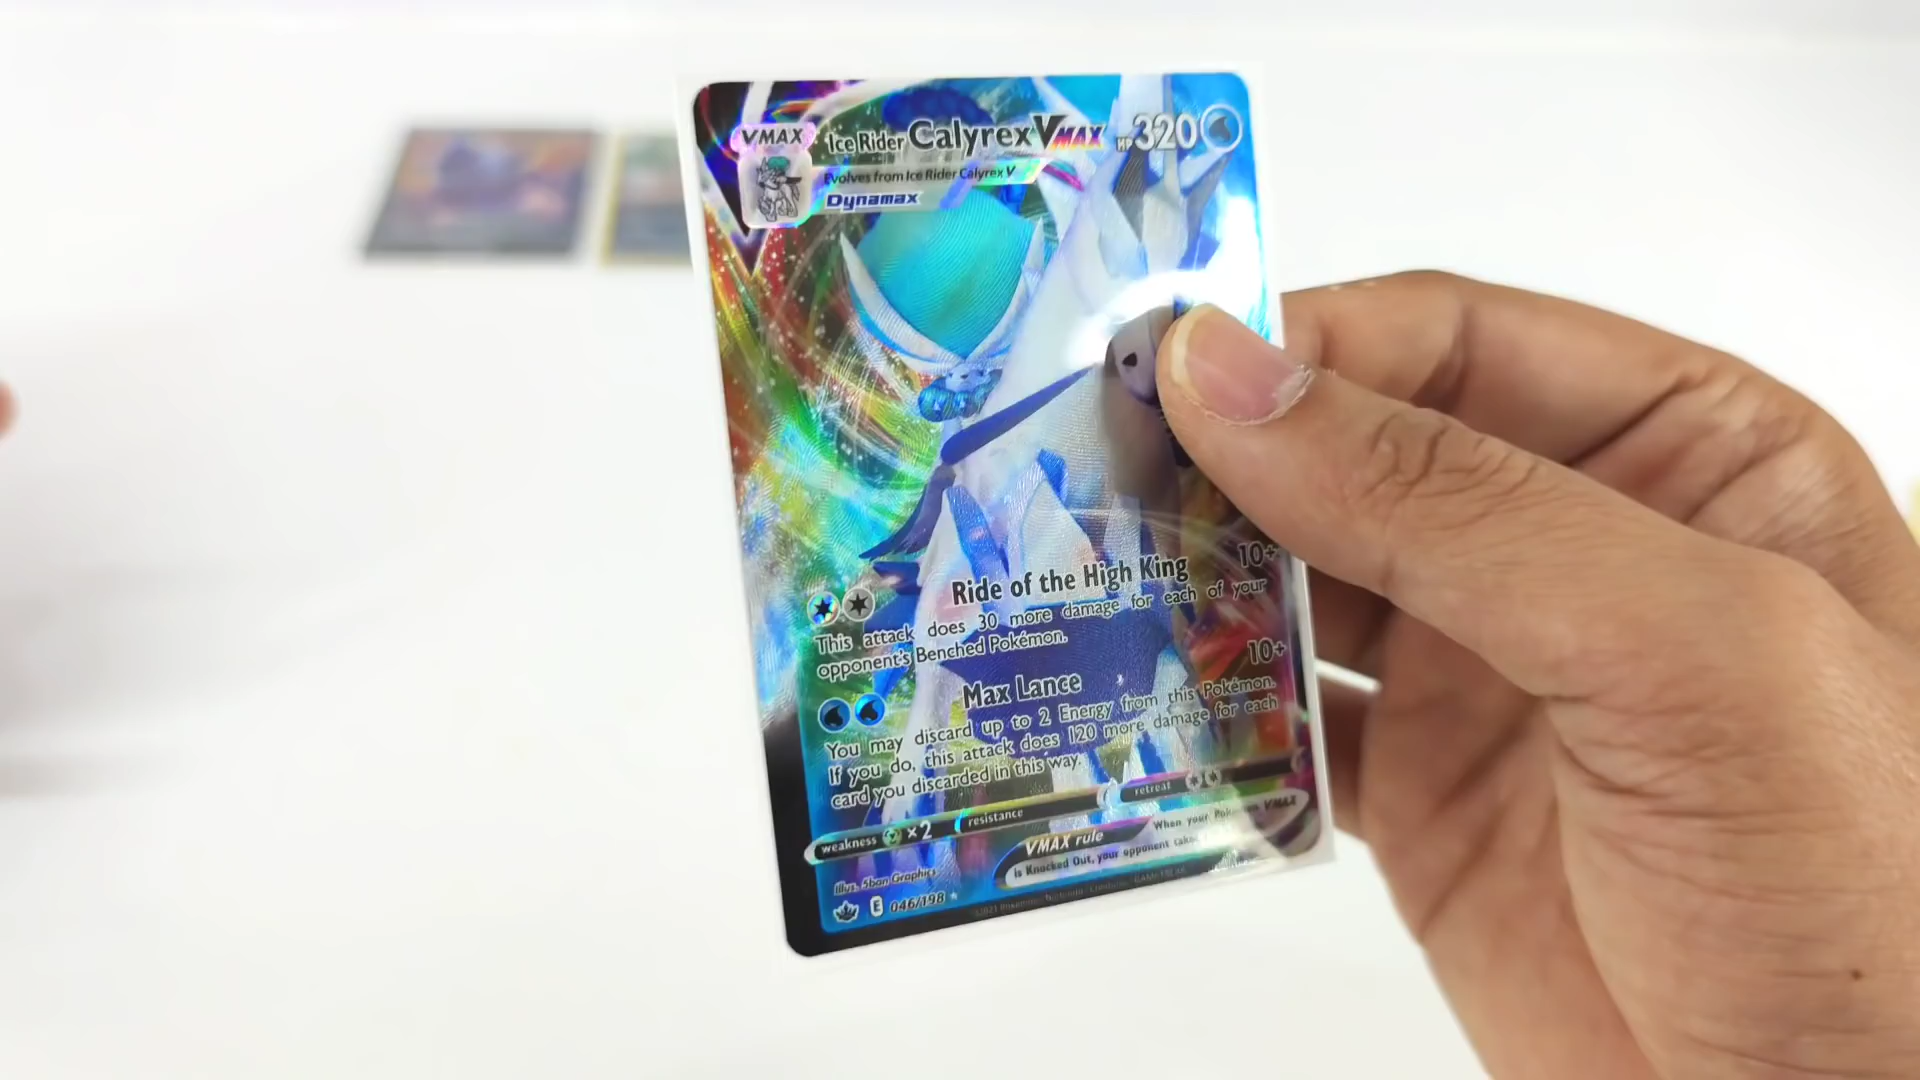 VMAX Ice Rider Calyrex VMAX HP 320
Evolves from Ice Rider Calyrex V
Dynamax
Ride of the High King 10+
This attack does 30 more damage for each of your
opponent's Benched Pokémon.
Max Lance 10+
You may discard up to 2 Energy from this Pokémon.
If you do, this attack does 120 more damage for each
card you discarded in this way.
weakness ×2 resistance retreat
VMAX rule When your Pokémon VMAX
is Knocked Out, your opponent takes
Illus. 5ban Graphics
E 046/198